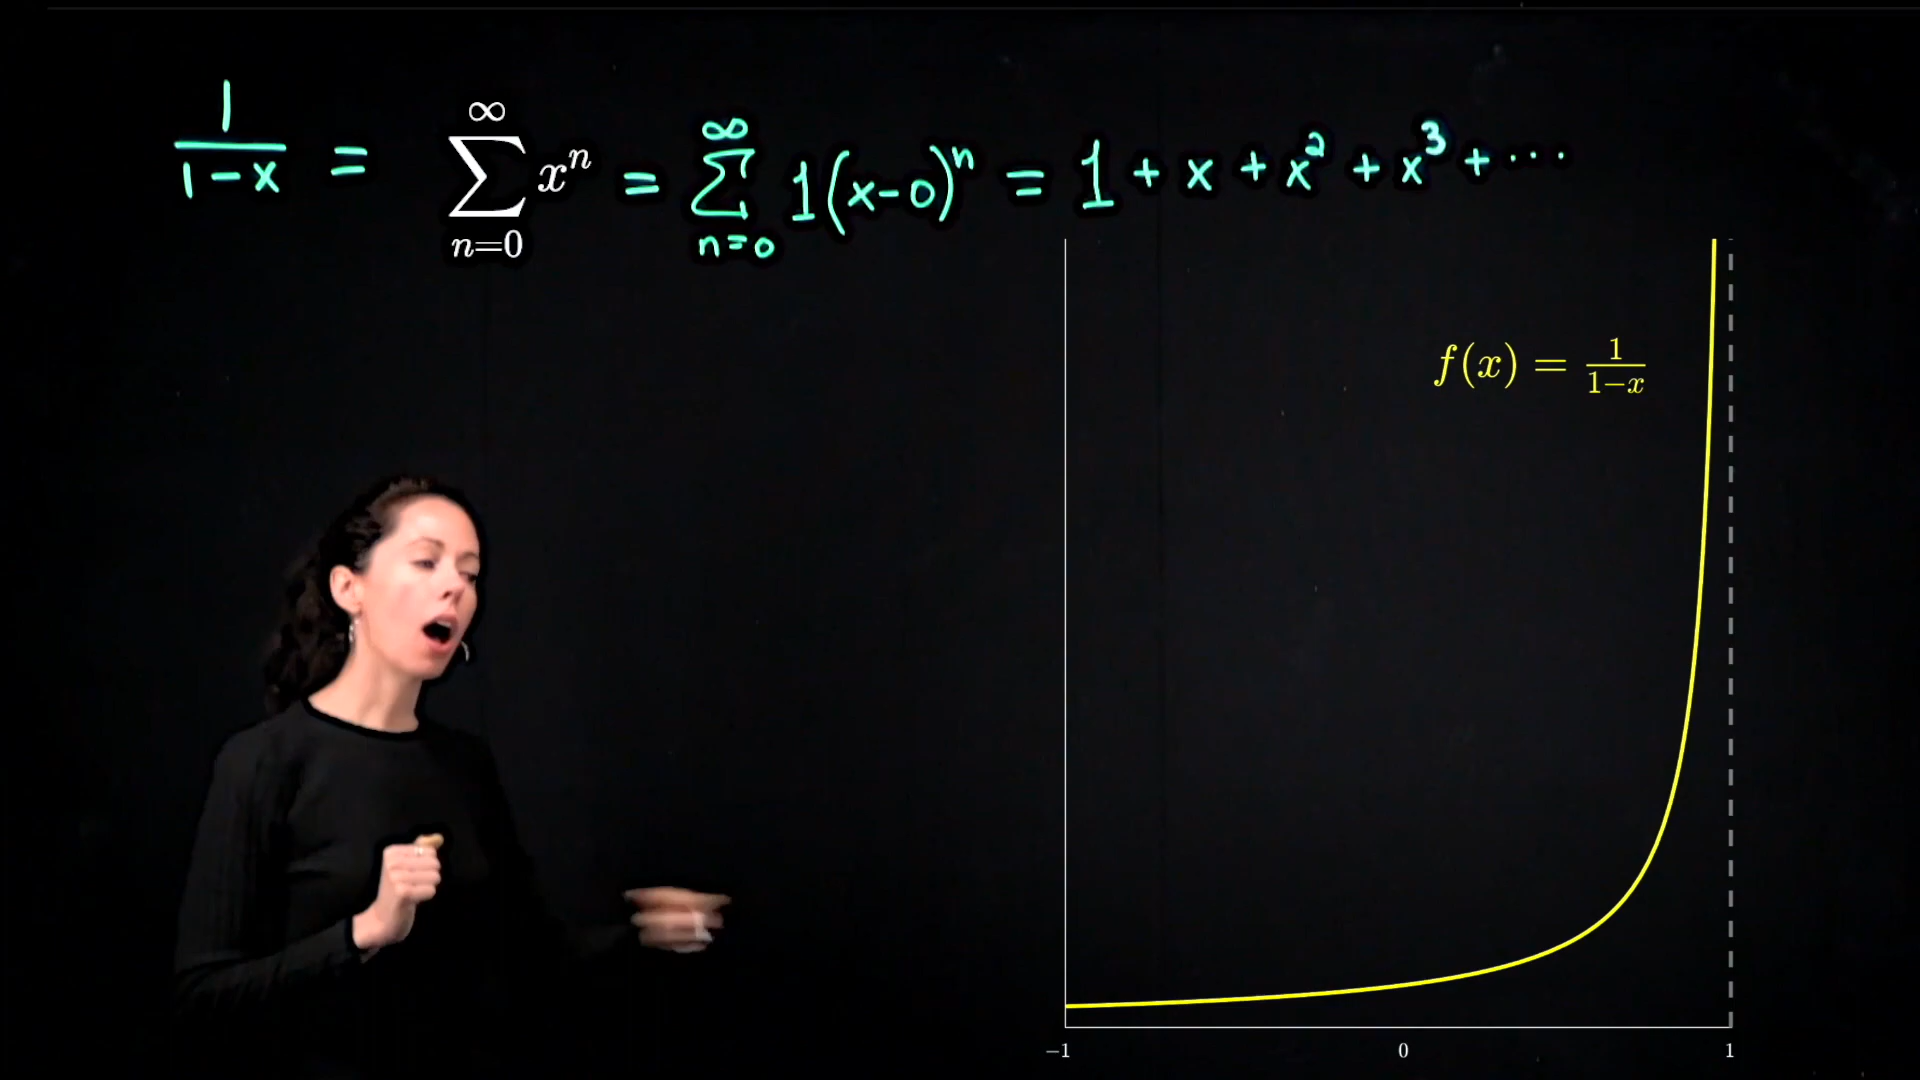 1/(1-x) = ∑_{n=0}^{∞} x^n = ∑_{n=0}^{∞} 1(x-0)^n = 1 + x + x^2 + x^3 + ···
f(x) = 1/(1-x)
-1 0 1